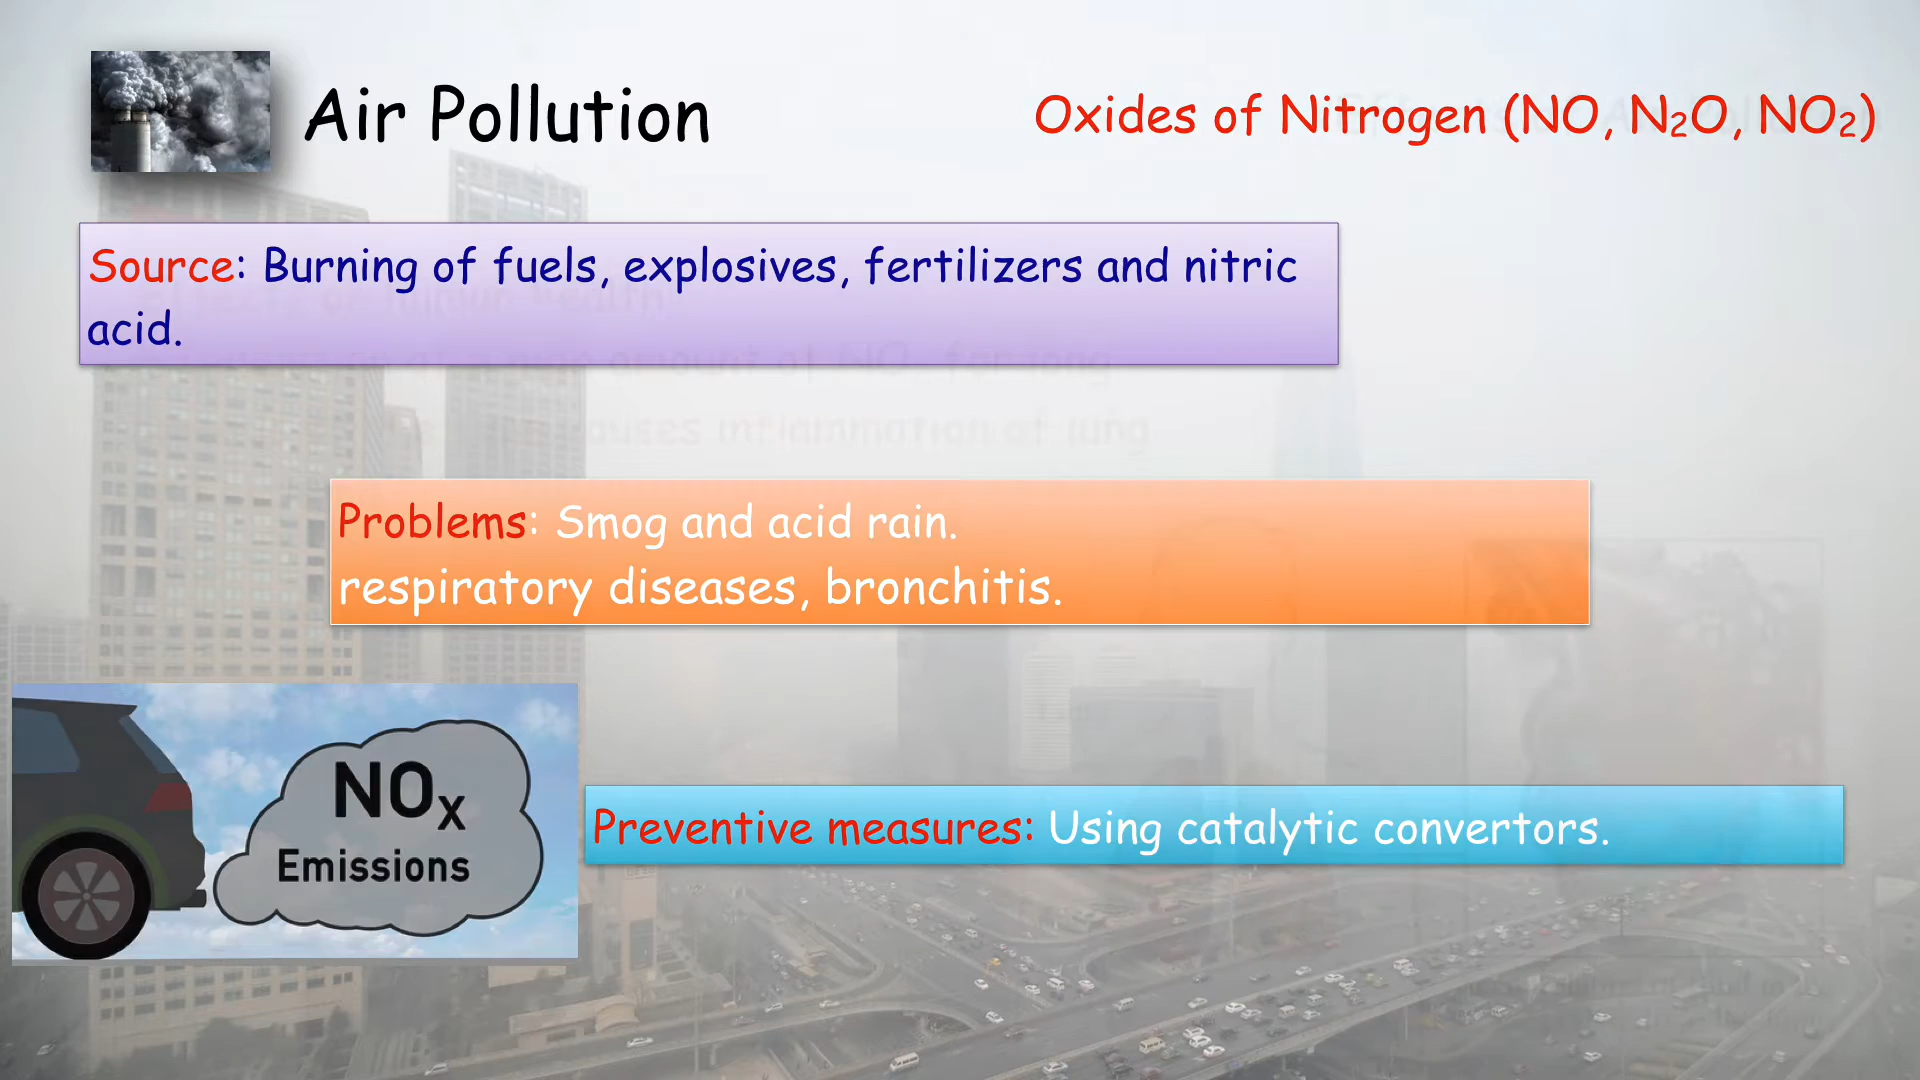 Air Pollution
Oxides of Nitrogen (NO, N₂O, NO₂)
Source: Burning of fuels, explosives, fertilizers and nitric
acid.
Problems: Smog and acid rain.
respiratory diseases, bronchitis.
NOX
Emissions
Preventive measures: Using catalytic convertors.